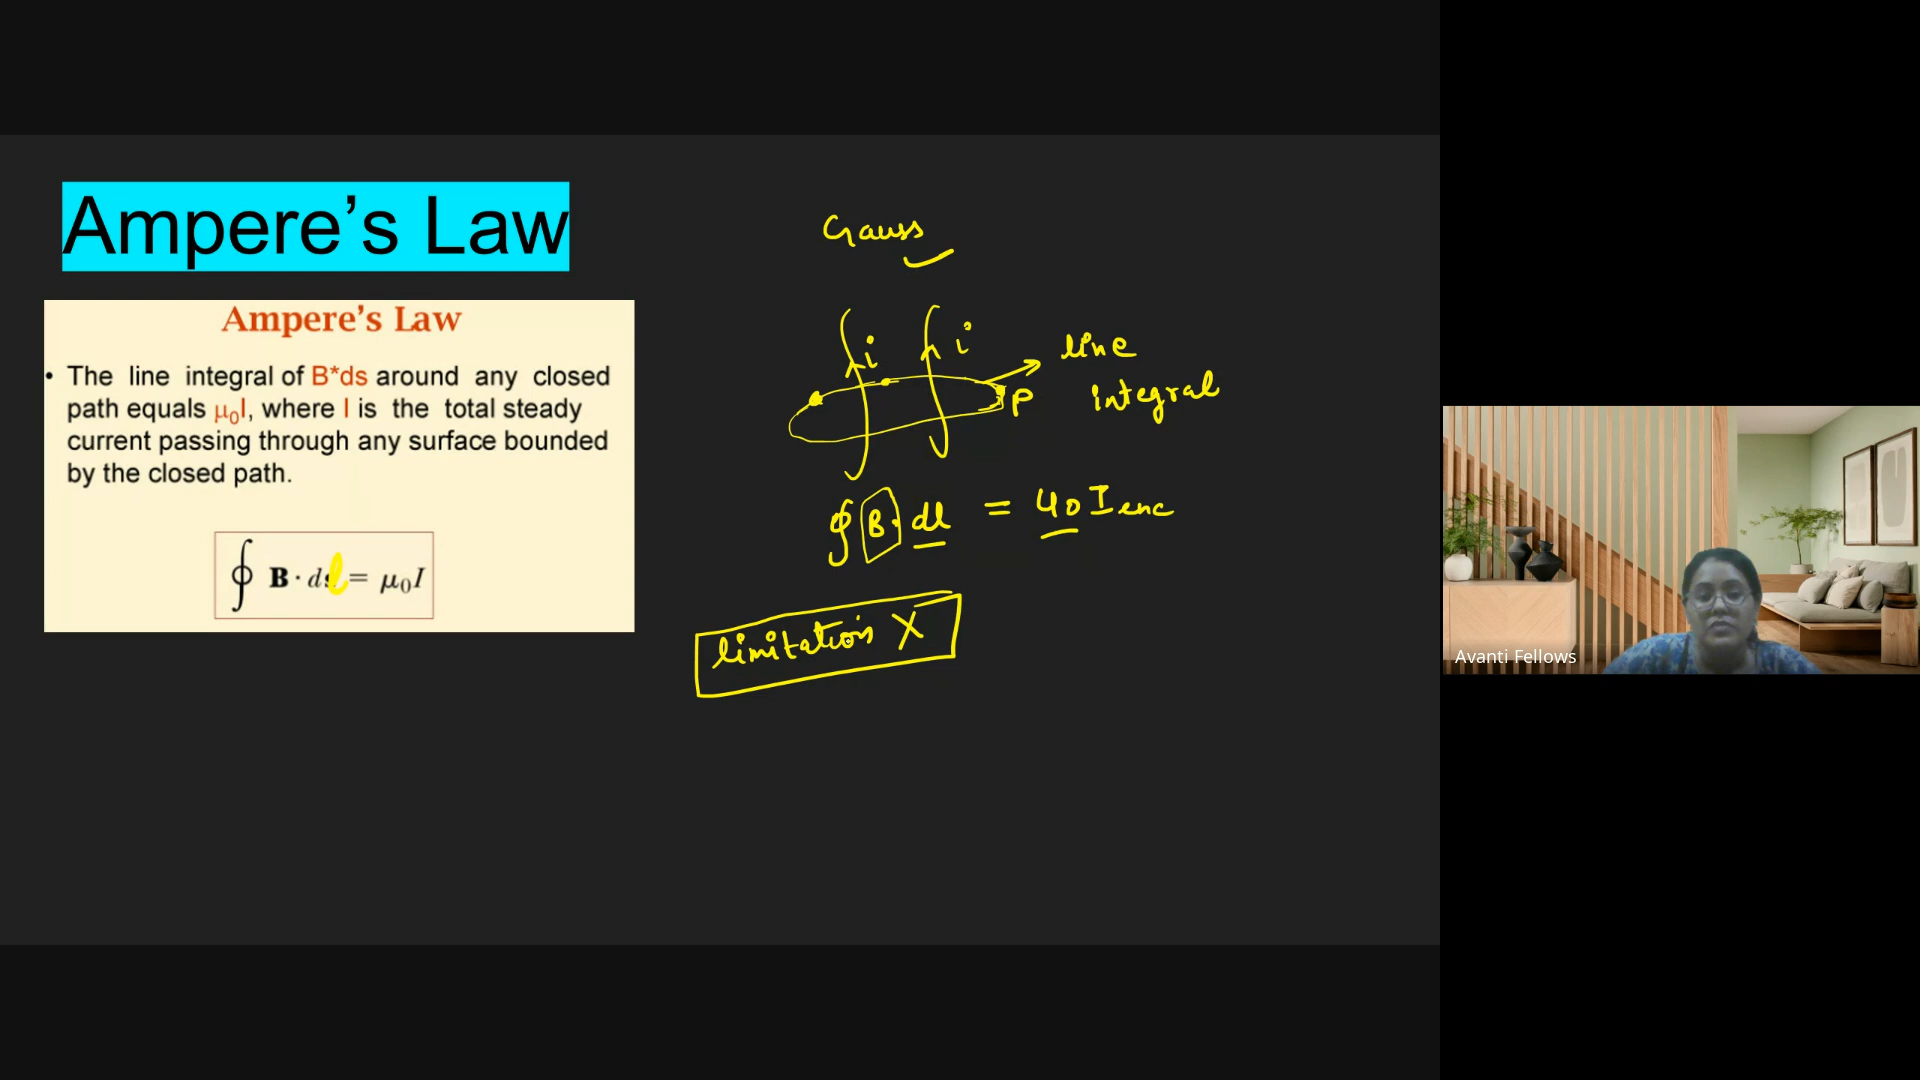 Ampere's Law
Ampere's Law
• The line integral of B*ds around any closed
path equals μ₀I, where I is the total steady
current passing through any surface bounded
by the closed path.
∮ B · dl = μ₀I
Gauss
i i
line
P integral
∮ B · dl = μ0 I enc
limitation X
Avanti Fellows